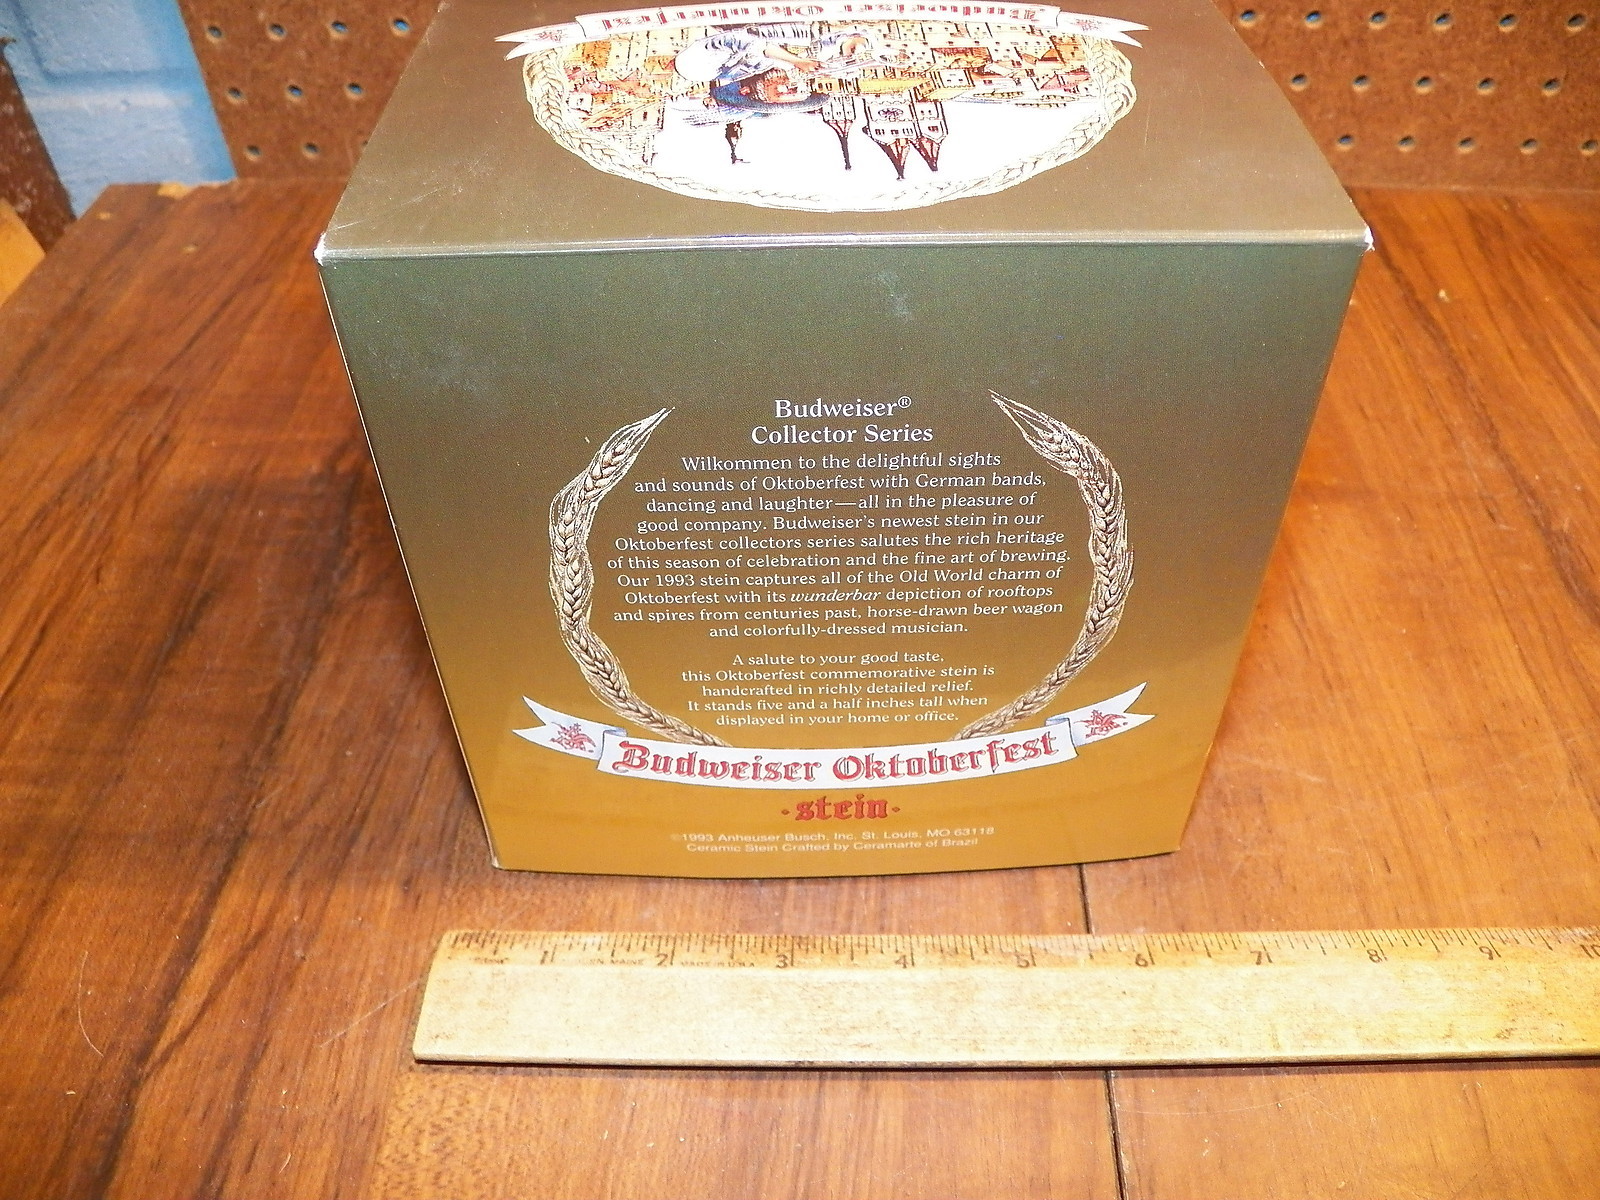 Budweiser Oktoberfest
Budweiser®
Collector Series
Wilkommen to the delightful sights
and sounds of Oktoberfest with German bands,
dancing and laughter—all in the pleasure of
good company. Budweiser's newest stein in our
Oktoberfest collectors series salutes the rich heritage
of this season of celebration and the fine art of brewing.
Our 1993 stein captures all of the Old World charm of
Oktoberfest with its wunderbar depiction of rooftops
and spires from centuries past, horse-drawn beer wagon
and colorfully-dressed musician.
A salute to your good taste,
this Oktoberfest commemorative stein is
handcrafted in richly detailed relief.
It stands five and a half inches tall when
displayed in your home or office.
Budweiser Oktoberfest
·stein·
©1993 Anheuser Busch, Inc. St. Louis, MO 63118
Ceramic Stein Crafted by Ceramarte of Brazil
1 2 3 4 5 6 7 8 9 10